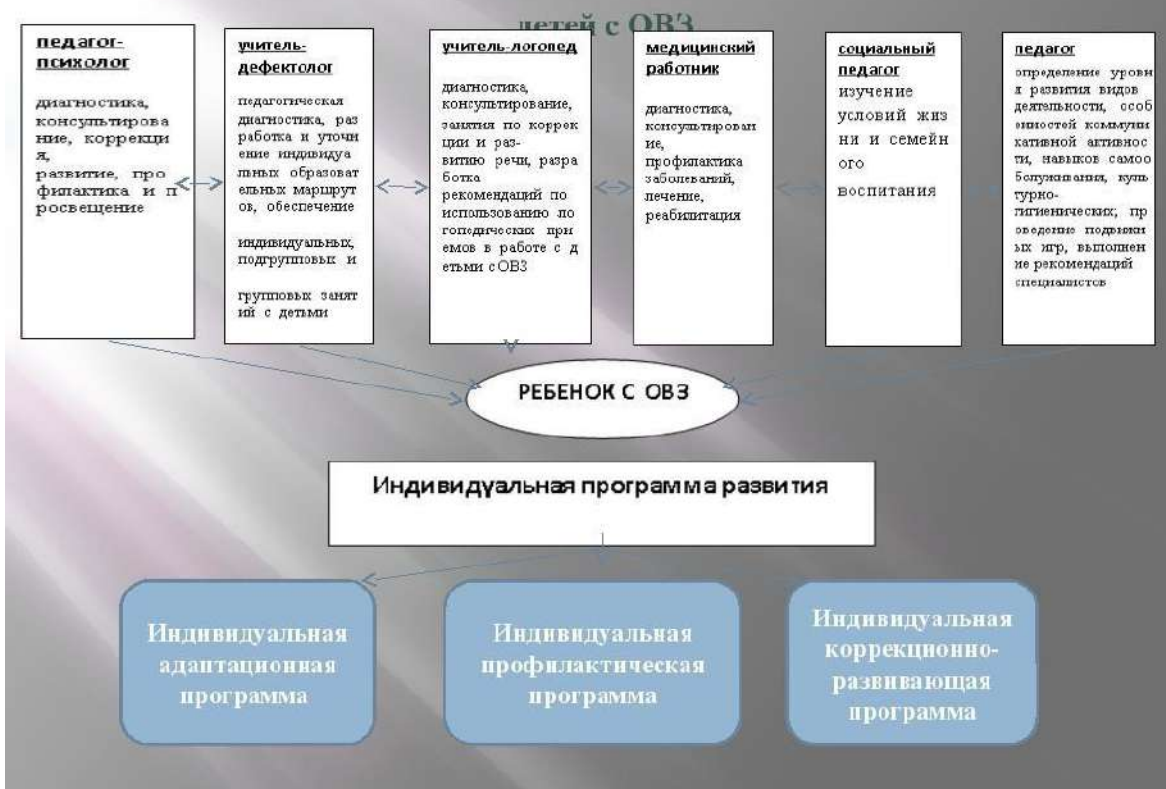 детей с ОВЗ
педагог-
психолог
диагностика,
консультирова
ние, коррекци
я,
развитие, про
филактика и п
росвещение
учитель-
дефектолог
педагогическая
диагностика, раз
работка и уточн
ение индивидуа
льных образоват
ельных маршрут
ов, обеспечение
индивидуальных,
подгрупповых и
групповых занят
ий с детьми
учитель-логопед
диагностика,
консультирование,
занятия по коррек
ции и раз-
витию речи, разра
ботка
рекомендаций по
использованию ло
гопедических при
емов в работе с д
етьми с ОВЗ
медицинский
работник
диагностика,
консультирован
ие,
профилактика
заболеваний,
лечение,
реабилитация
социальный
педагог
изучение
условий жиз
ни и семейн
ого
воспитания
педагог
определение уровн
я развития видов
деятельности, особ
енностей коммуни
кативной активнос
ти, навыков самоо
бслуживания, куль
турно-
гигиенических; пр
оведение подвижн
ых игр, выполнен
ие рекомендаций
специалистов
РЕБЕНОК С ОВЗ
Индивидуальная программа развития
Индивидуальная
адаптационная
программа
Индивидуальная
профилактическая
программа
Индивидуальная
коррекционно-
развивающая
программа